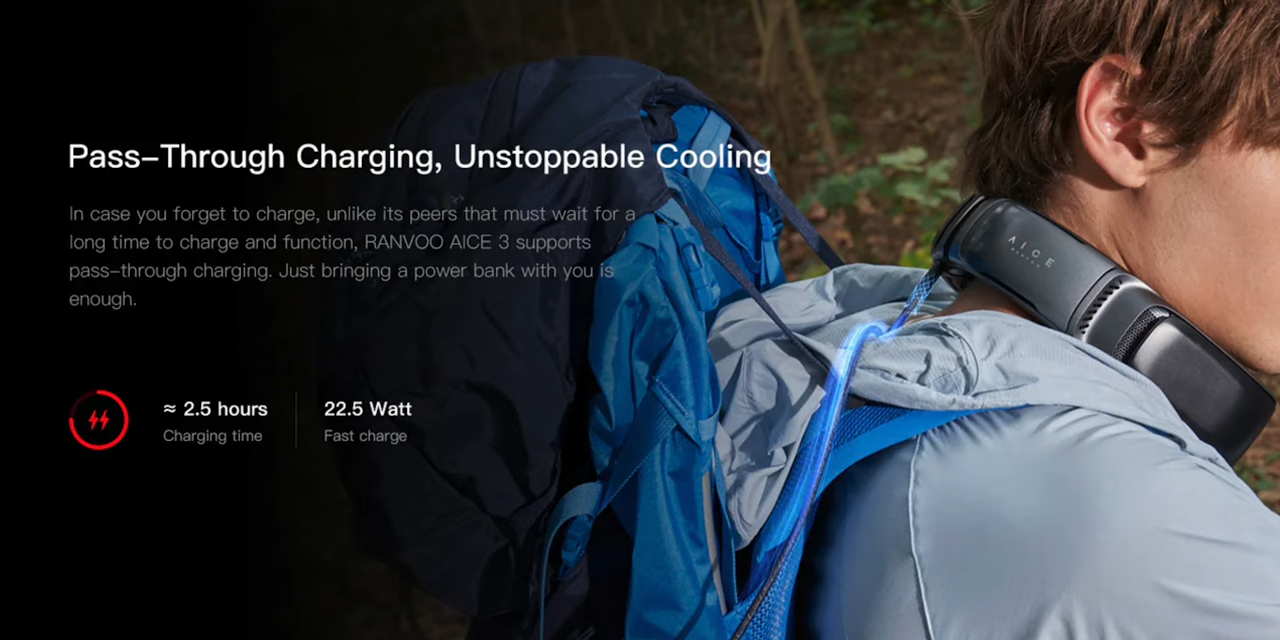 Pass-Through Charging, Unstoppable Cooling
In case you forget to charge, unlike its peers that must wait for a
long time to charge and function, RANVOO AICE 3 supports
pass-through charging. Just bringing a power bank with you is
enough.
≈ 2.5 hours
Charging time
22.5 Watt
Fast charge
AICE